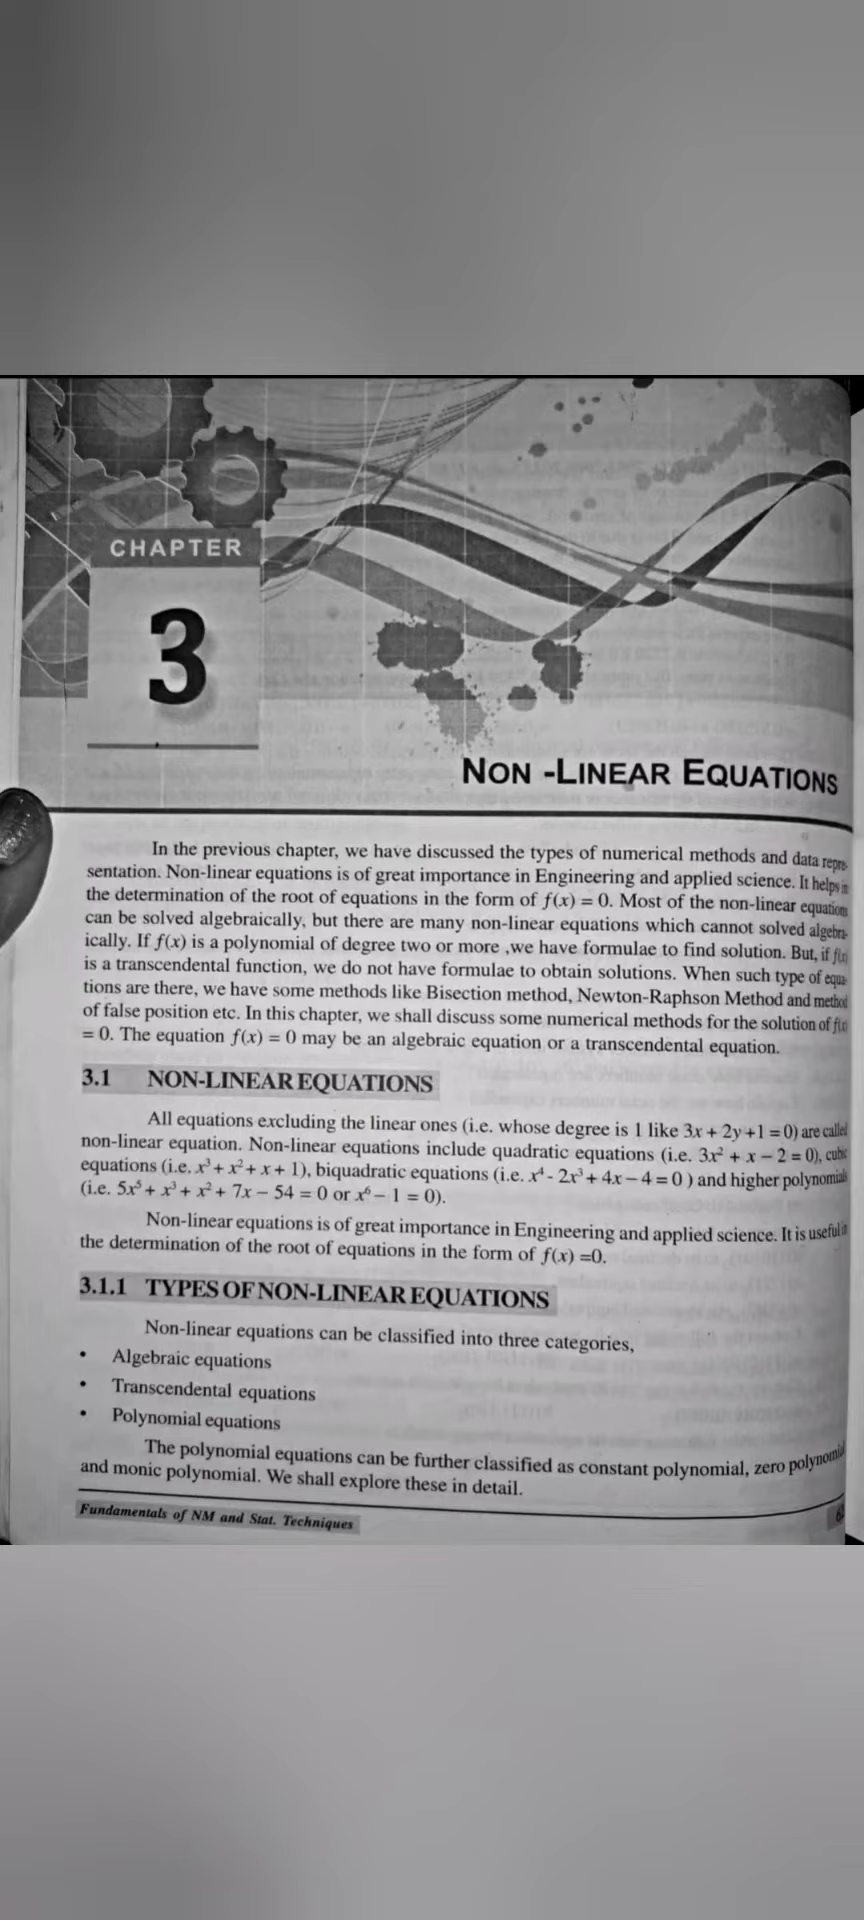 CHAPTER
3
NON -LINEAR EQUATIONS
In the previous chapter, we have discussed the types of numerical methods and data repre-
sentation. Non-linear equations is of great importance in Engineering and applied science. It helps in
the determination of the root of equations in the form of f(x) = 0. Most of the non-linear equations
can be solved algebraically, but there are many non-linear equations which cannot solved algebra-
ically. If f(x) is a polynomial of degree two or more ,we have formulae to find solution. But, if f(x)
is a transcendental function, we do not have formulae to obtain solutions. When such type of equa-
tions are there, we have some methods like Bisection method, Newton-Raphson Method and method
of false position etc. In this chapter, we shall discuss some numerical methods for the solution of f(x)
= 0. The equation f(x) = 0 may be an algebraic equation or a transcendental equation.
3.1 NON-LINEAR EQUATIONS
All equations excluding the linear ones (i.e. whose degree is 1 like 3x + 2y +1 = 0) are called
non-linear equation. Non-linear equations include quadratic equations (i.e. 3x² + x – 2 = 0), cubic
equations (i.e. x³ + x² + x + 1), biquadratic equations (i.e. x⁴ - 2x³ + 4x – 4 = 0 ) and higher polynomials
(i.e. 5x⁵ + x³ + x² + 7x – 54 = 0 or x⁶ – 1 = 0).
Non-linear equations is of great importance in Engineering and applied science. It is useful in
the determination of the root of equations in the form of f(x) =0.
3.1.1 TYPES OF NON-LINEAR EQUATIONS
Non-linear equations can be classified into three categories,
• Algebraic equations
• Transcendental equations
• Polynomial equations
The polynomial equations can be further classified as constant polynomial, zero polynomial
and monic polynomial. We shall explore these in detail.
Fundamentals of NM and Stat. Techniques